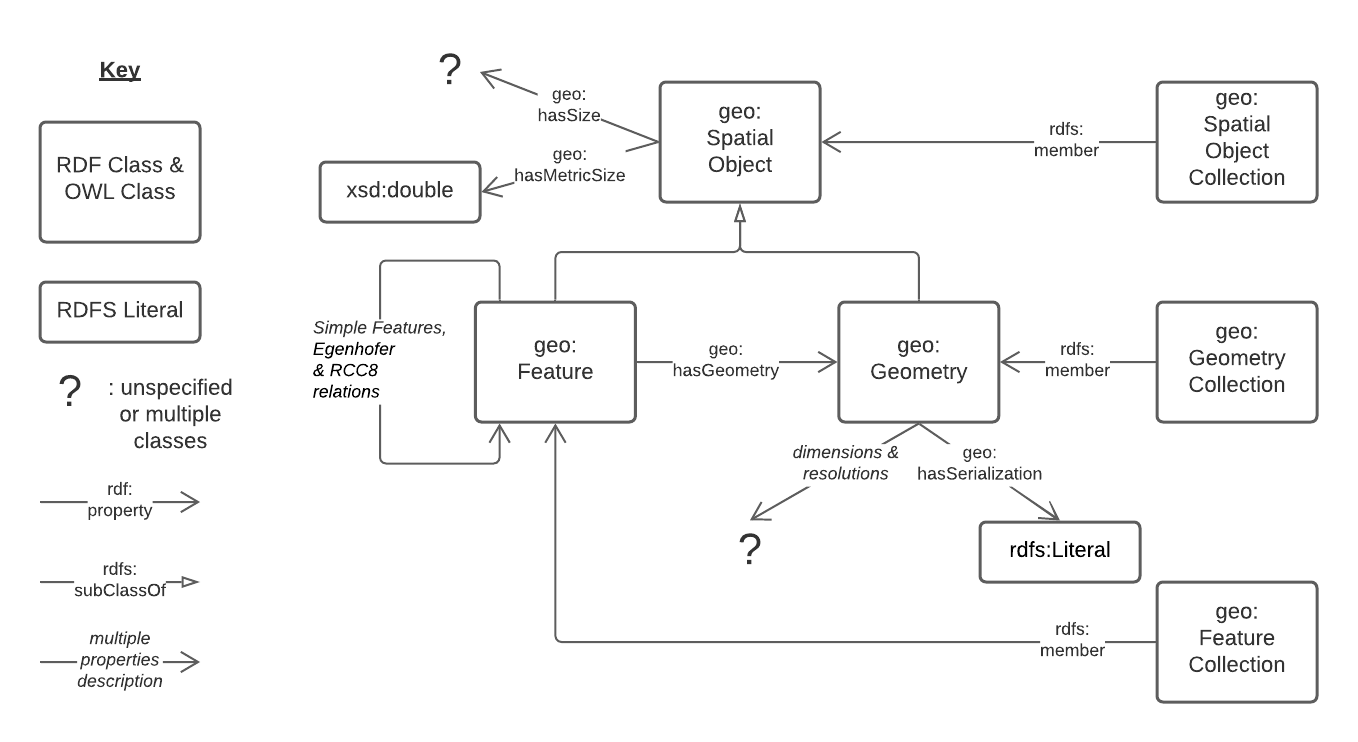 Key
RDF Class &
OWL Class
RDFS Literal
?
: unspecified
or multiple
classes
rdf:
property
rdfs:
subClassOf
multiple
properties
description
?
geo:
hasSize
geo:
hasMetricSize
xsd:double
geo:
Spatial
Object
rdfs:
member
geo:
Spatial
Object
Collection
Simple Features,
Egenhofer
& RCC8
relations
geo:
Feature
geo:
hasGeometry
geo:
Geometry
rdfs:
member
geo:
Geometry
Collection
dimensions &
resolutions
?
geo:
hasSerialization
rdfs:Literal
rdfs:
member
geo:
Feature
Collection